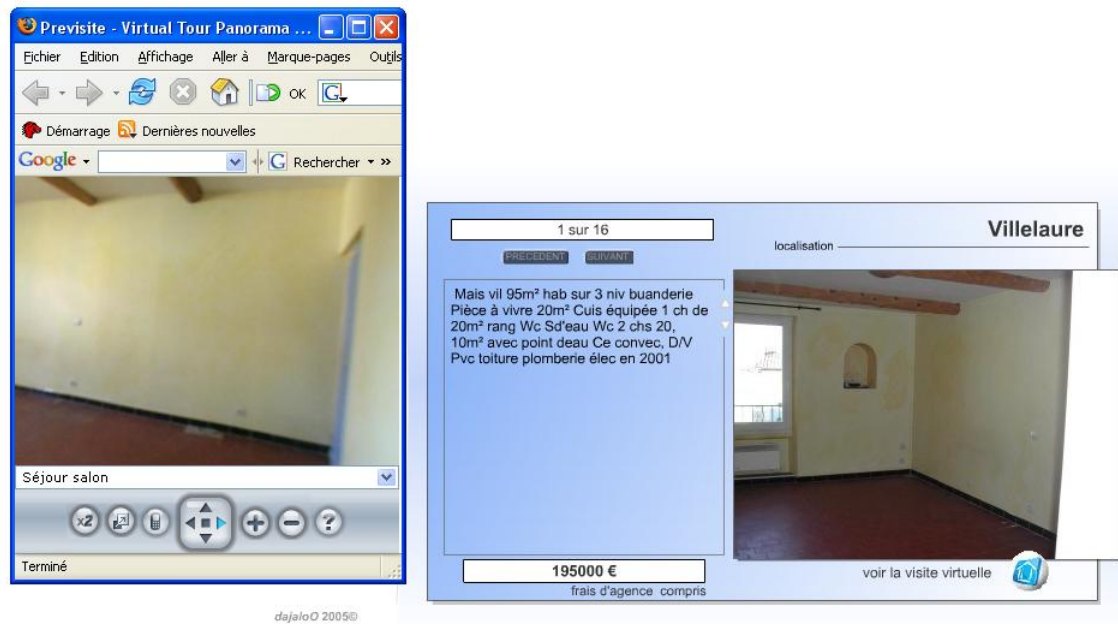 Previsite - Virtual Tour Panorama ...
Fichier Edition Affichage Aller à Marque-pages Outils
OK G
Démarrage Dernières nouvelles
Google G Rechercher »
Séjour salon
x2 ?
Terminé
dajaloO 2005©
1 sur 16
PRECEDENT SUIVANT
localisation
Villelaure
Mais vil 95m² hab sur 3 niv buanderie
Pièce à vivre 20m² Cuis équipée 1 ch de
20m² rang Wc Sd'eau Wc 2 chs 20,
10m² avec point deau Ce convec, D/V
Pvc toiture plomberie élec en 2001
195000 €
frais d'agence compris
voir la visite virtuelle